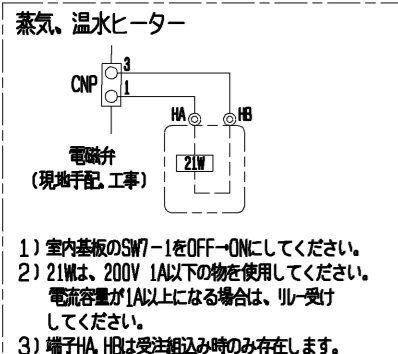 蒸気、温水ヒーター
3
CNP
1
HA
HB
電磁弁
21W
(現地手配、工事)
1) 室内基板のSW7-1をOFF→ONにしてください。
2) 21Wは、200V 1A以下の物を使用してください。
電流容量が1A以上になる場合は、リレー受け
してください。
3) 端子HA、HBは受注組込み時のみ存在します。